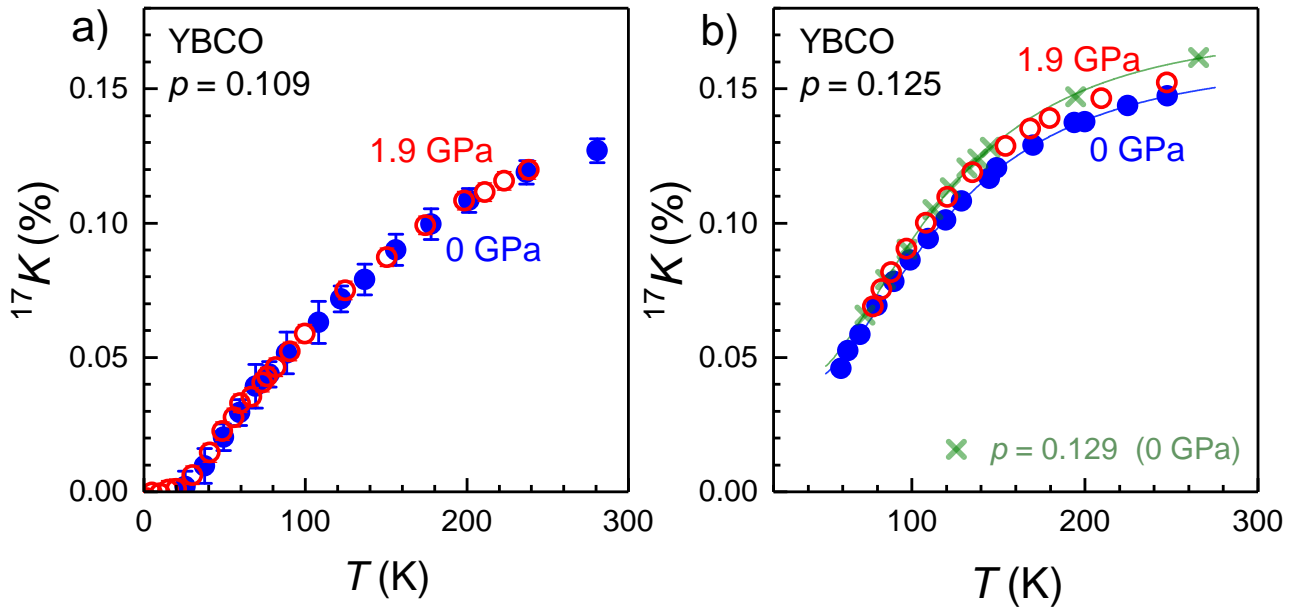 a)
YBCO
p = 0.109
1.9 GPa
0 GPa
17K (%)
0.15
0.10
0.05
0.00
0 100 200 300
T (K)
b)
YBCO
p = 0.125
1.9 GPa
0 GPa
p = 0.129 (0 GPa)
17K (%)
0.15
0.10
0.05
0.00
100 200 300
T (K)